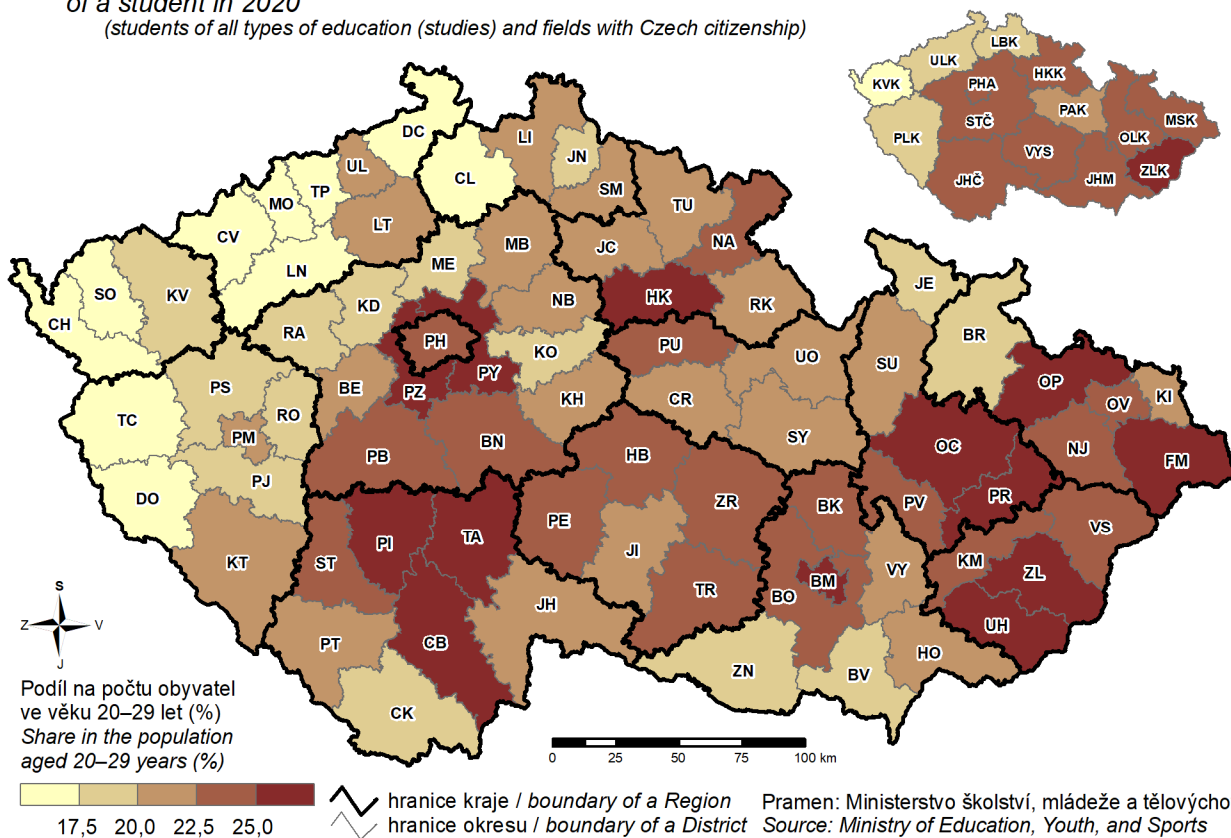 of a student in 2020
(students of all types of education (studies) and fields with Czech citizenship)
LBK
ULK
HKK
KVK
PHA
PAK
MSK
STČ
PLK
OLK
VYS
ZLK
JHČ
JHM
DC
LI
JN
UL
CL
TP
SM
MO
TU
LT
CV
NA
MB
JC
ME
LN
JE
SO
KV
HK
NB
RK
KD
CH
RA
BR
PH
PU
KO
UO
SU
OP
PY
KI
PS
BE
PZ
KH
CR
OV
RO
TC
PM
SY
BN
OC
NJ
FM
PB
HB
PJ
DO
PR
ZR
PV
BK
PE
VS
PI
TA
JI
KT
ST
KM
VY
ZL
BM
TR
BO
JH
UH
PT
CB
HO
ZN
BV
CK
S
Z
V
J
Podíl na počtu obyvatel
ve věku 20–29 let (%)
Share in the population
aged 20–29 years (%)
17,5 20,0 22,5 25,0
0 25 50 75 100 km
hranice kraje / boundary of a Region
hranice okresu / boundary of a District
Pramen: Ministerstvo školství, mládeže a tělovýcho
Source: Ministry of Education, Youth, and Sports